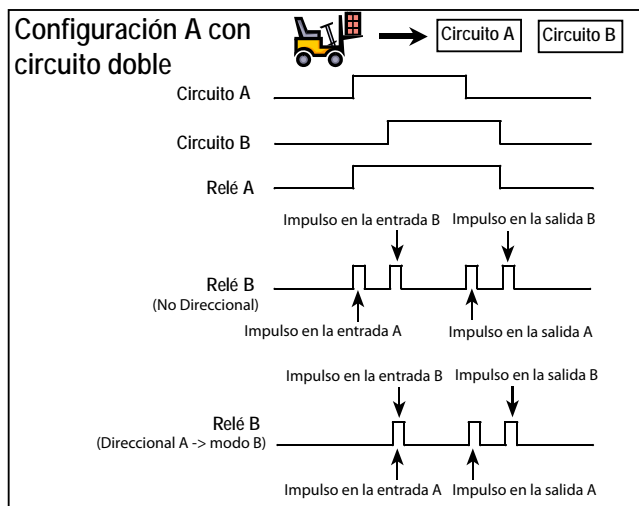 Configuración A con
circuito doble
Circuito A
Circuito B
Circuito A
Circuito B
Relé A
Impulso en la entrada B
Impulso en la salida B
Relé B
(No Direccional)
Impulso en la entrada A
Impulso en la salida A
Impulso en la entrada B
Impulso en la salida B
Relé B
(Direccional A -> modo B)
Impulso en la entrada A
Impulso en la salida A